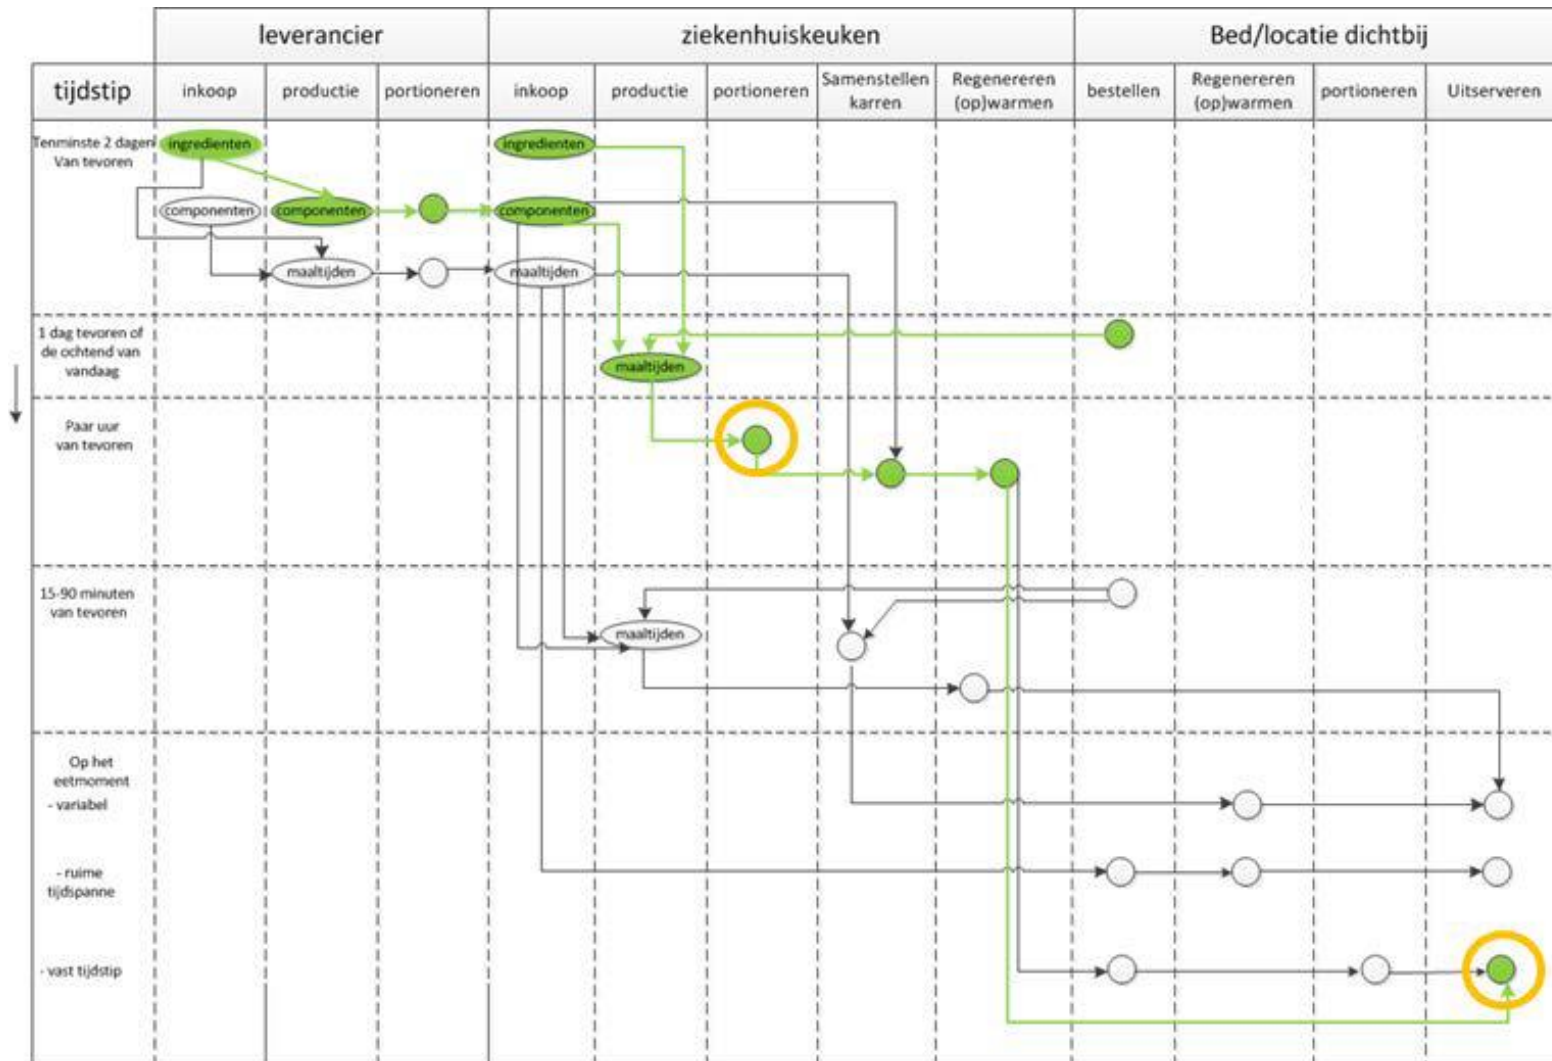 leverancier
ziekenhuiskeuken
Bed/locatie dichtbij
tijdstip
inkoop
productie
portioneren
inkoop
productie
portioneren
Samenstellen
karren
Regenereren
(op)warmen
bestellen
Regenereren
(op)warmen
portioneren
Uitserveren
Tenminste 2 dagen
Van tevoren
ingredienten
ingredienten
componenten
componenten
componenten
maaltijden
maaltijden
1 dag tevoren of
de ochtend van
vandaag
maaltijden
Paar uur
van tevoren
15-90 minuten
van tevoren
maaltijden
Op het
eetmoment
- variabel
- ruime
tijdspanne
- vast tijdstip